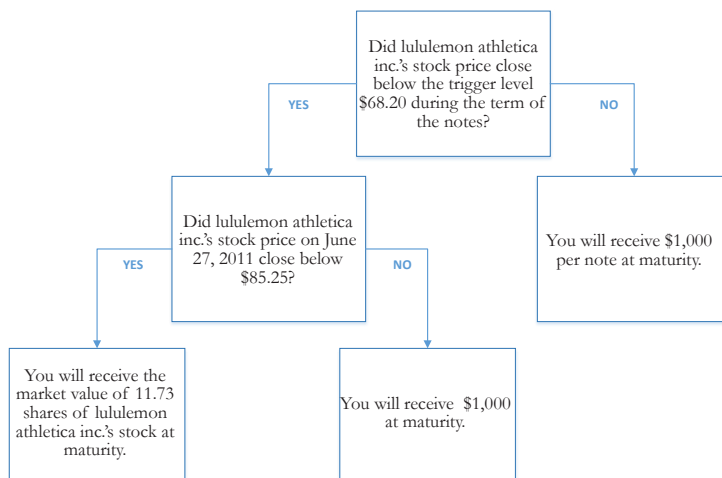 Did lululemon athletica
inc.'s stock price close
below the trigger level
$68.20 during the term of
the notes?
YES
NO
Did lululemon athletica
inc.'s stock price on June
27, 2011 close below
$85.25?
You will receive $1,000
per note at maturity.
YES
NO
You will receive the
market value of 11.73
shares of lululemon
athletica inc.'s stock at
maturity.
You will receive $1,000
at maturity.